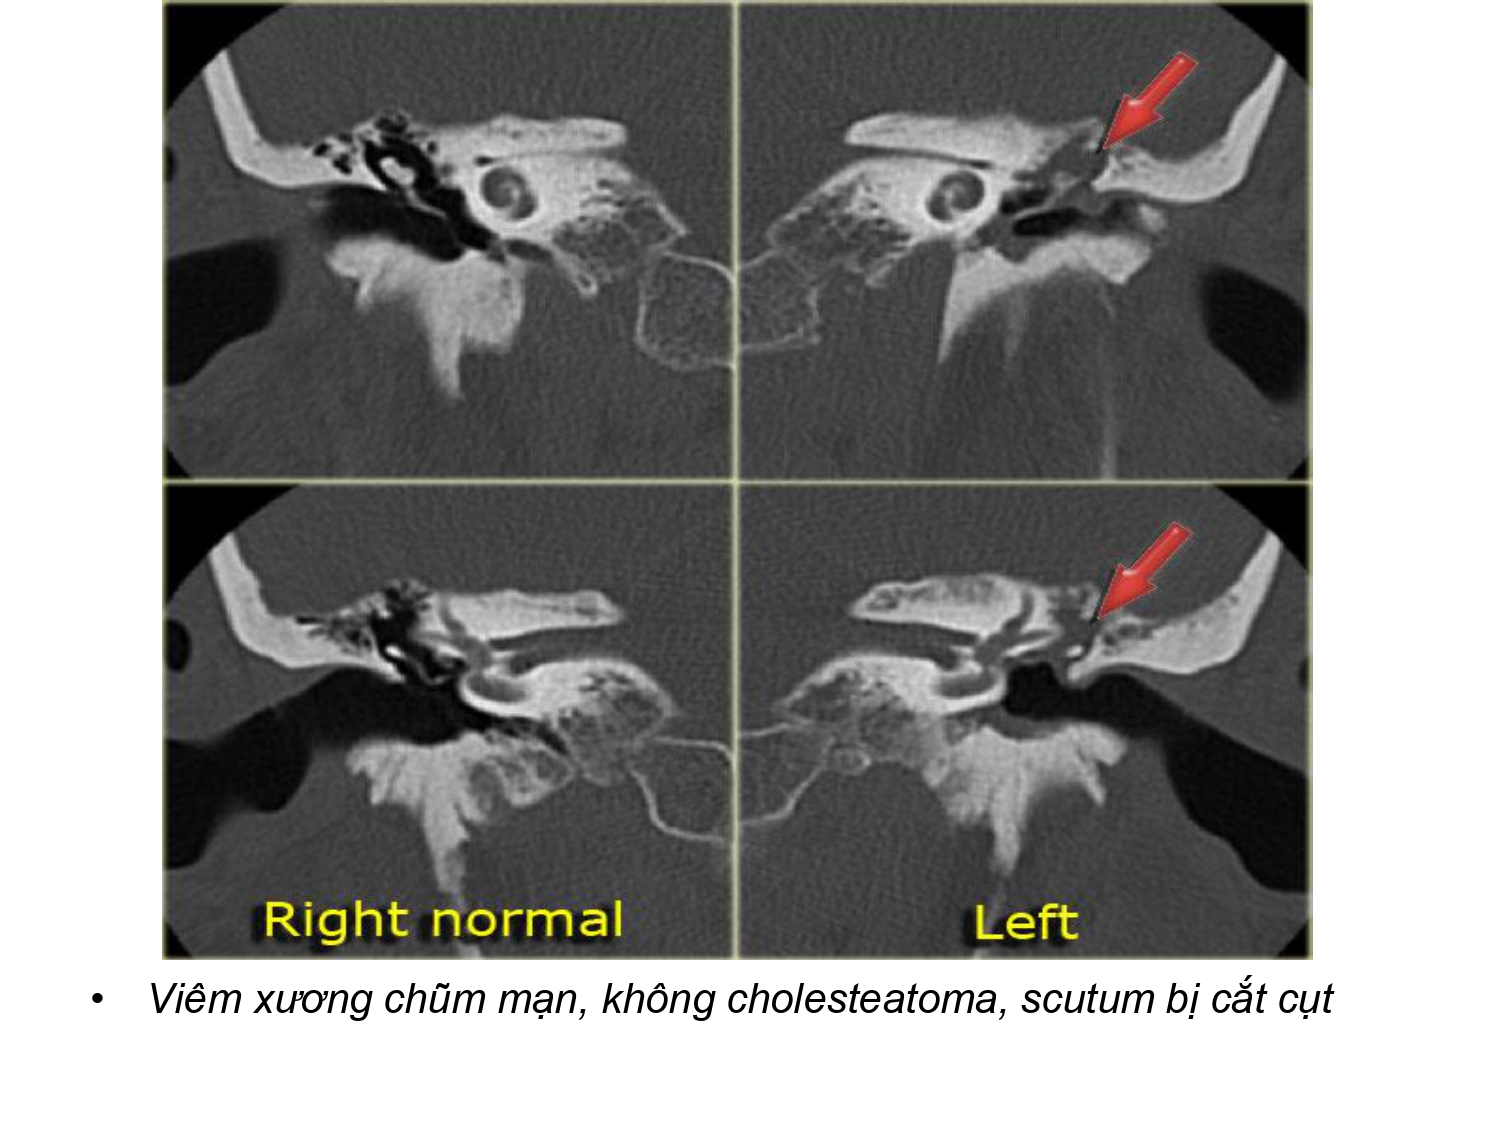 Right normal
Left
• Viêm xương chũm mạn, không cholesteatoma, scutum bị cắt cụt